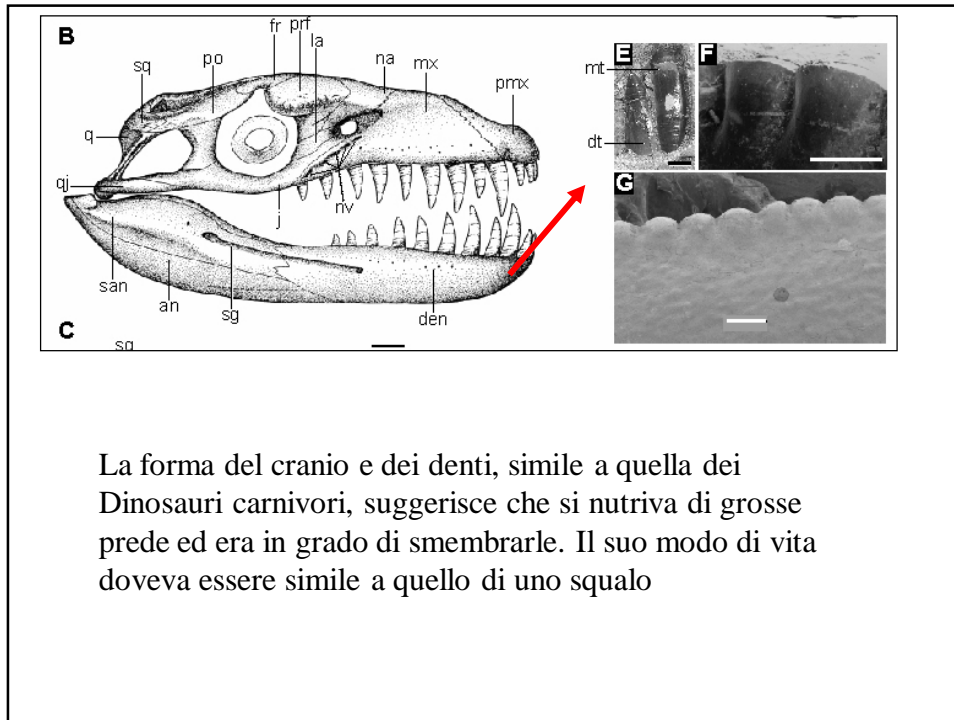 B
fr prf
la
sq po na mx
pmx
q
qj
j nv
san
an sg den
C
sq
E F
mt
dt
G
La forma del cranio e dei denti, simile a quella dei
Dinosauri carnivori, suggerisce che si nutriva di grosse
prede ed era in grado di smembrarle. Il suo modo di vita
doveva essere simile a quello di uno squalo